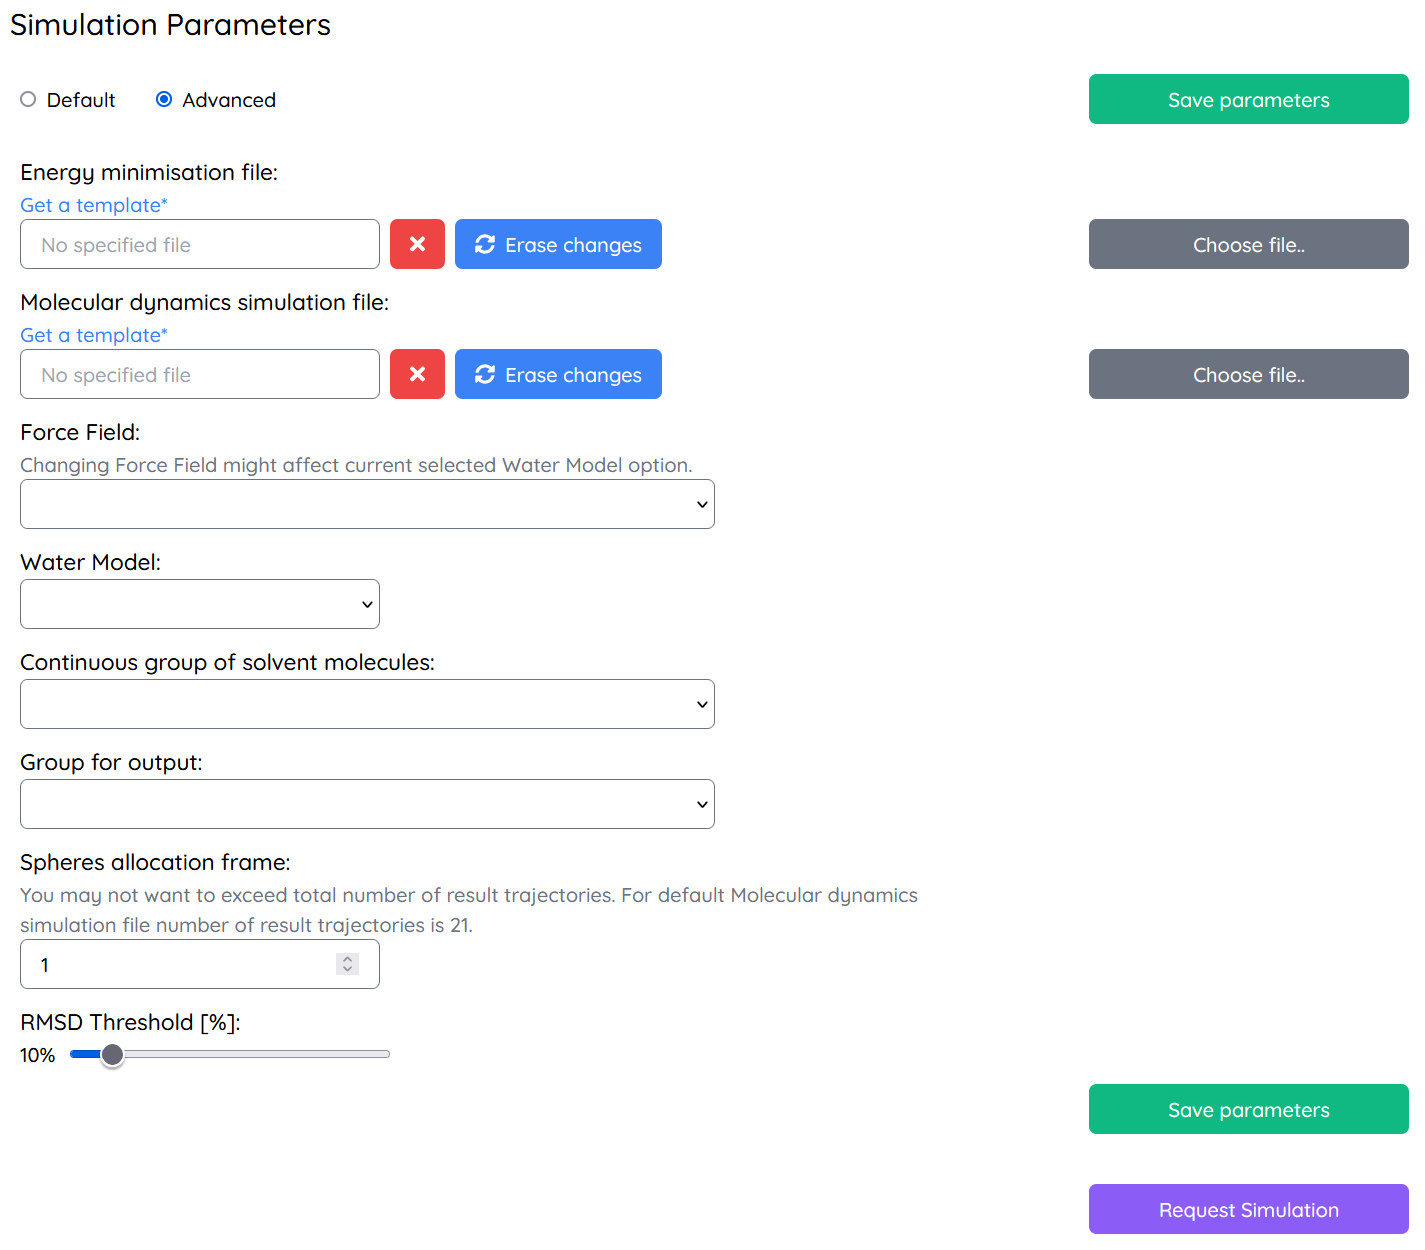 Simulation Parameters
Default
Advanced
Save parameters
Energy minimisation file:
Get a template*
No specified file
Erase changes
Choose file..
Molecular dynamics simulation file:
Get a template*
No specified file
Erase changes
Choose file..
Force Field:
Changing Force Field might affect current selected Water Model option.
Water Model:
Continuous group of solvent molecules:
Group for output:
Spheres allocation frame:
You may not want to exceed total number of result trajectories. For default Molecular dynamics
simulation file number of result trajectories is 21.
1
RMSD Threshold [%]:
10%
Save parameters
Request Simulation